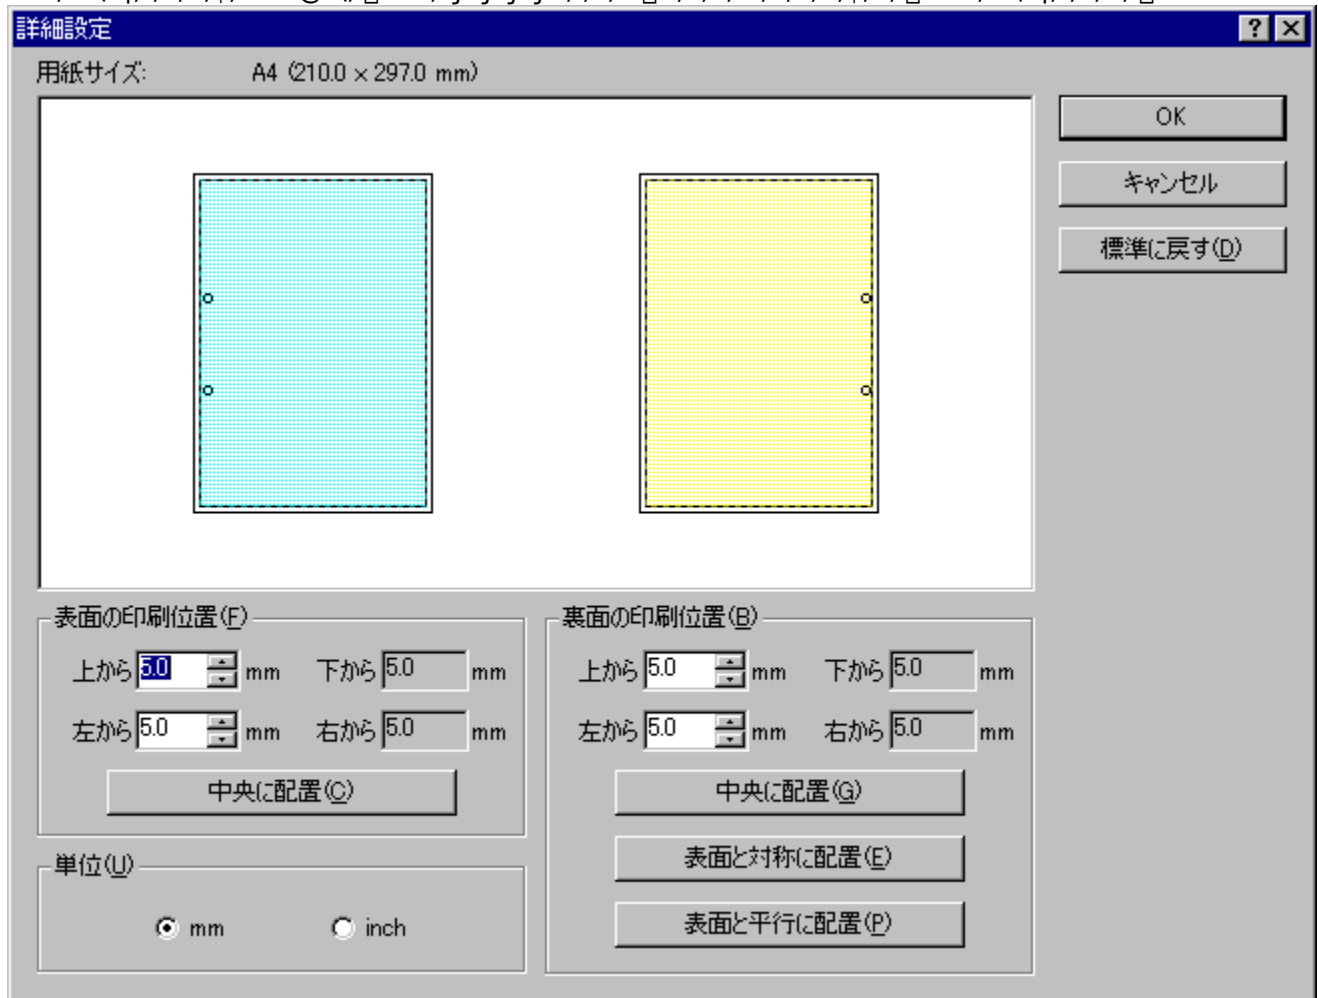 詳細設定
用紙サイズ: A4 (210.0 × 297.0 mm)
OK
キャンセル
標準に戻す(D)
表面の印刷位置(F)
上から 5.0 mm 下から 5.0 mm
左から 5.0 mm 右から 5.0 mm
中央に配置(C)
単位(U)
mm inch
裏面の印刷位置(B)
上から 5.0 mm 下から 5.0 mm
左から 5.0 mm 右から 5.0 mm
中央に配置(G)
表面と対称に配置(E)
表面と平行に配置(P)